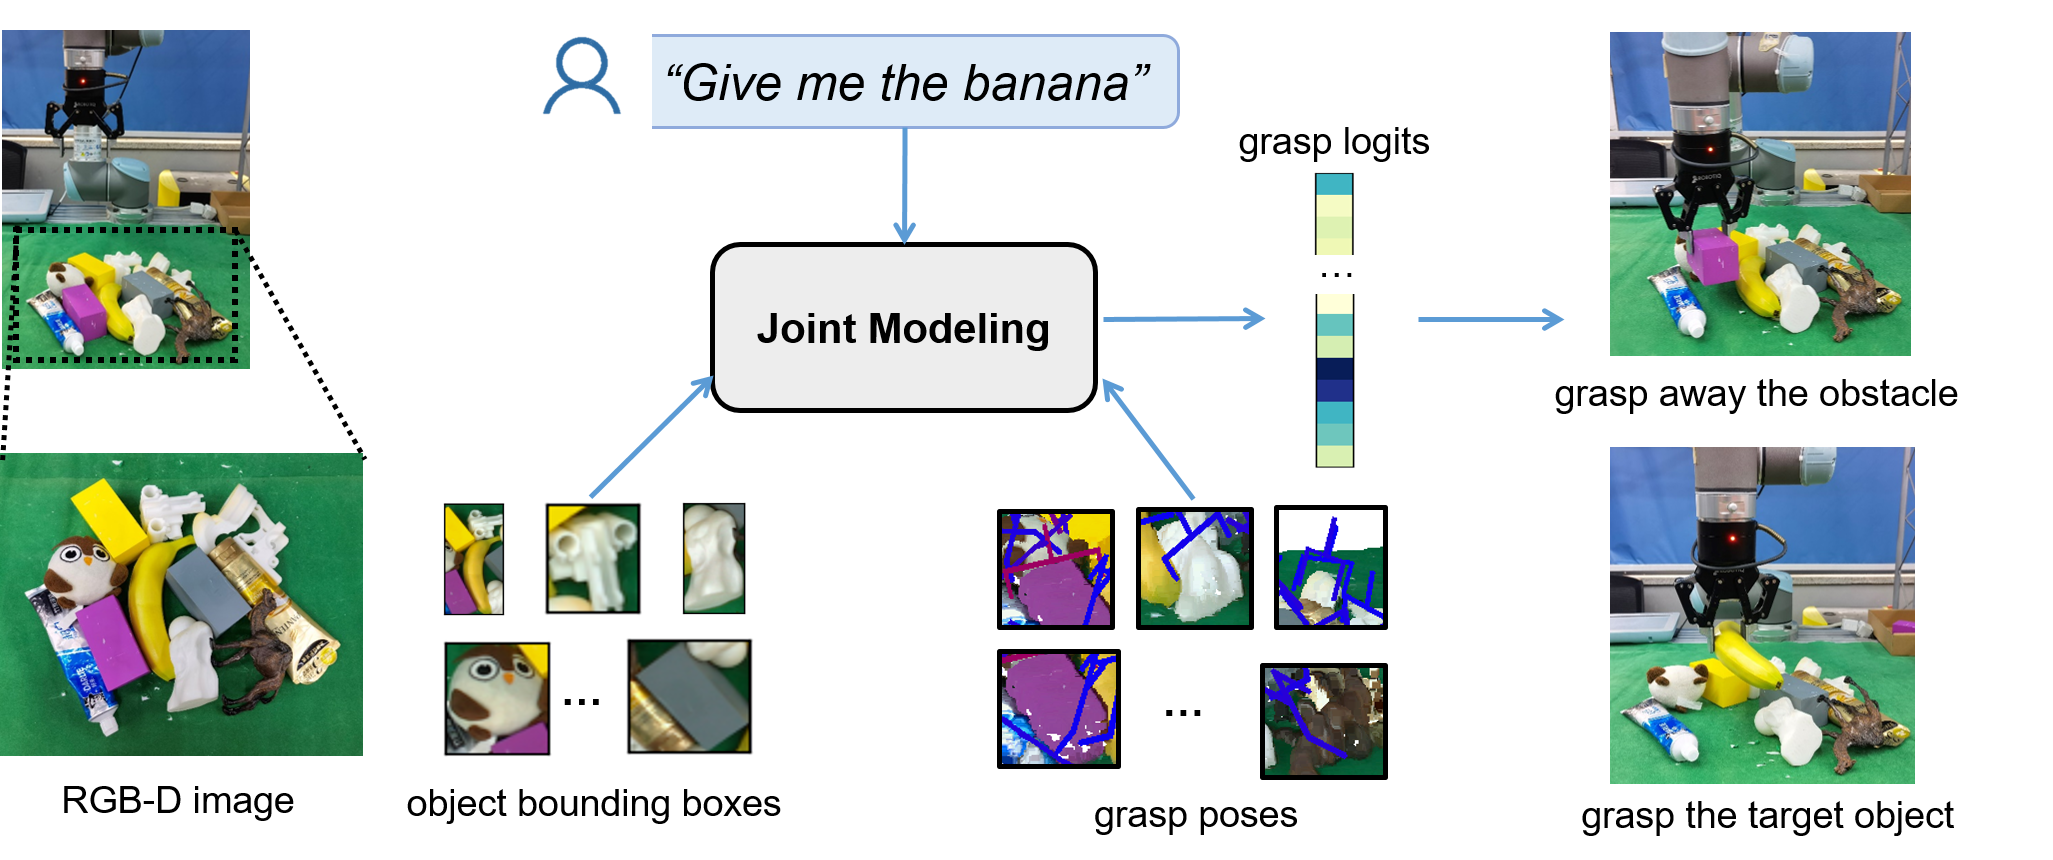 “Give me the banana”
grasp logits
...
Joint Modeling
grasp away the obstacle
...
...
RGB-D image
object bounding boxes
grasp poses
grasp the target object